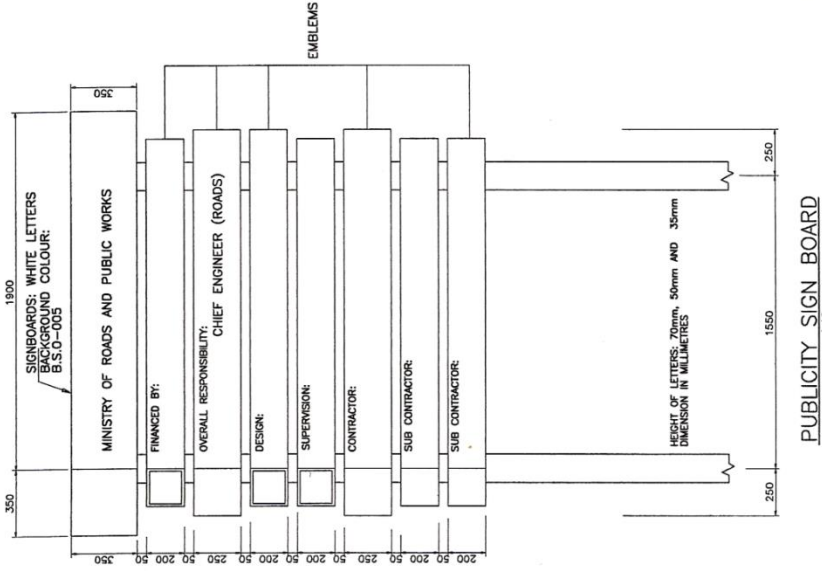 350
1900
SIGNBOARDS: WHITE LETTERS
BACKGROUND COLOUR:
B.S.O-005
350
350
MINISTRY OF ROADS AND PUBLIC WORKS
50
200
FINANCED BY:
50
250
OVERALL RESPONSIBILITY:
CHIEF ENGINEER (ROADS)
50
200
DESIGN:
50
200
SUPERVISION:
50
250
CONTRACTOR:
50
200
SUB CONTRACTOR:
50
200
SUB CONTRACTOR:
EMBLEMS
HEIGHT OF LETTERS: 70mm, 50mm AND 35mm
DIMENSION IN MILLIMETRES
250
1550
250
PUBLICITY SIGN BOARD